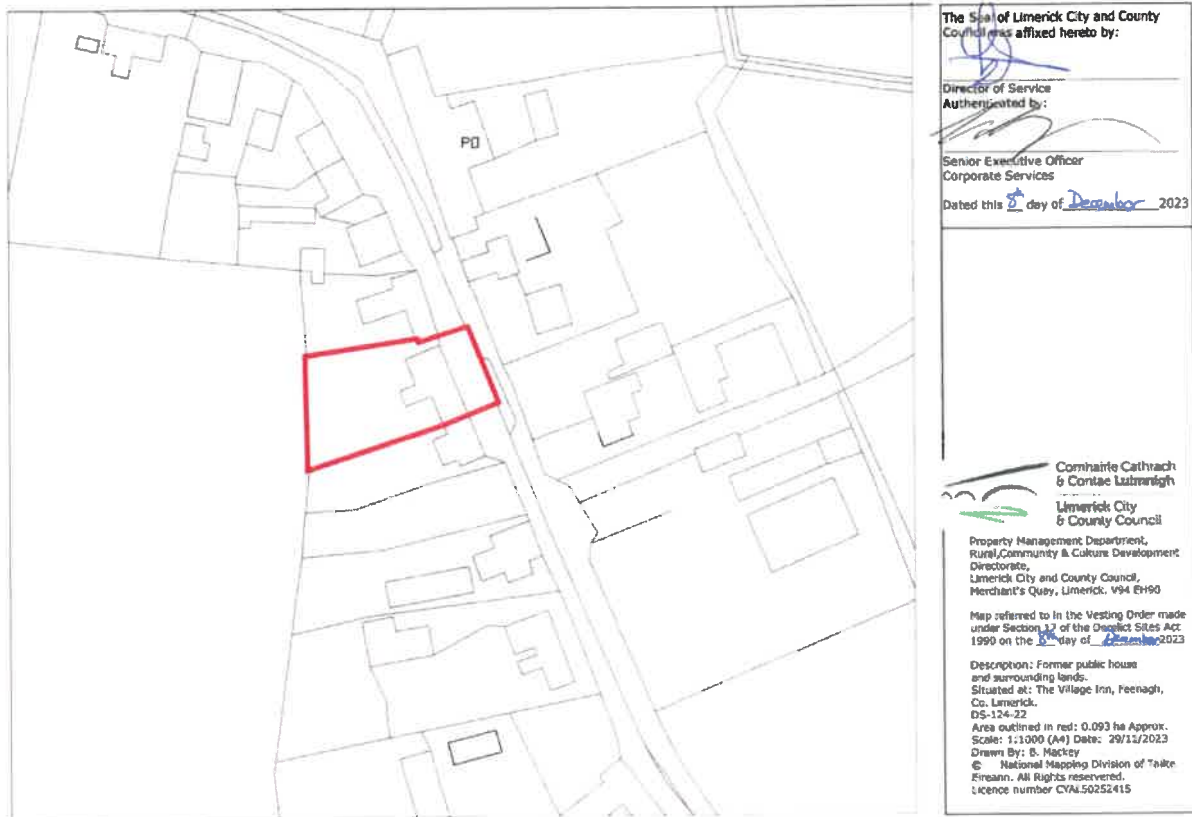 PO
The Seal of Limerick City and County
Council was affixed hereto by:
Director of Service
Authenticated by:
Senior Executive Officer
Corporate Services
Dated this 8th day of December 2023
Comhairle Cathrach
& Contae Luimnigh
Limerick City
& County Council
Property Management Department,
Rural,Community & Culture Development
Directorate,
Limerick City and County Council,
Merchant's Quay, Limerick. V94 EH90
Map referred to in the Vesting Order made
under Section 17 of the Derelict Sites Act
1990 on the 8th day of December 2023
Description: Former public house
and surrounding lands.
Situated at: The Village Inn, Feenagh,
Co. Limerick.
DS-124-22
Area outlined in red: 0.093 ha Approx.
Scale: 1:1000 (A4) Date: 29/11/2023
Drawn By: B. Mackey
© National Mapping Division of Tailte
Éireann. All Rights reservered.
Licence number CYAL50252415